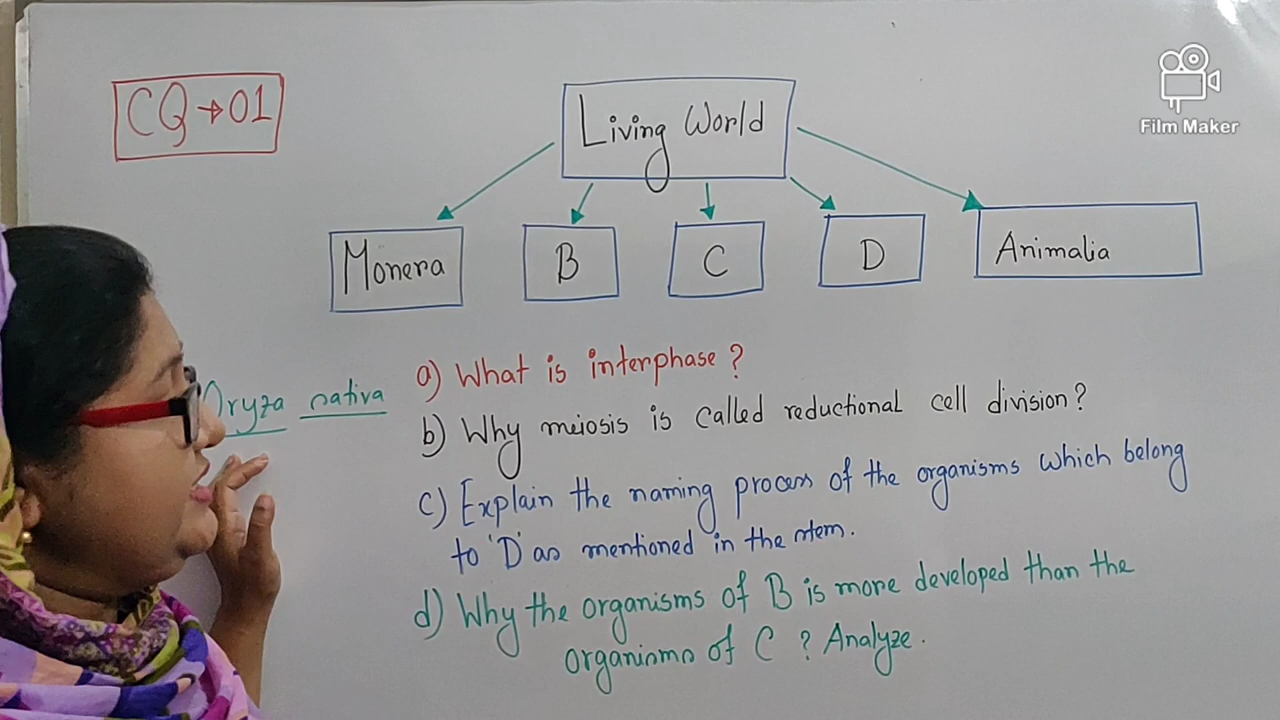 CQ→01
Living World
Monera
B
C
D
Animalia
Film Maker
a) What is interphase?
Oryza sativa
b) Why meiosis is called reductional cell division?
c) Explain the naming process of the organisms which belong
to 'D' as mentioned in the stem.
d) Why the organisms of B is more developed than the
organisms of C ? Analyze.